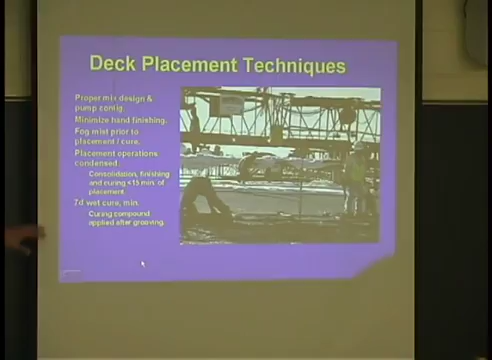 Deck Placement Techniques
Proper mix design &
pump config.
Minimize hand finishing.
Fog mist prior to
placement / cure.
Placement operations
condensed.
Consolidation, finishing
and curing <15 min. of
placement.
7d wet cure, min.
Curing compound
applied after grooving.